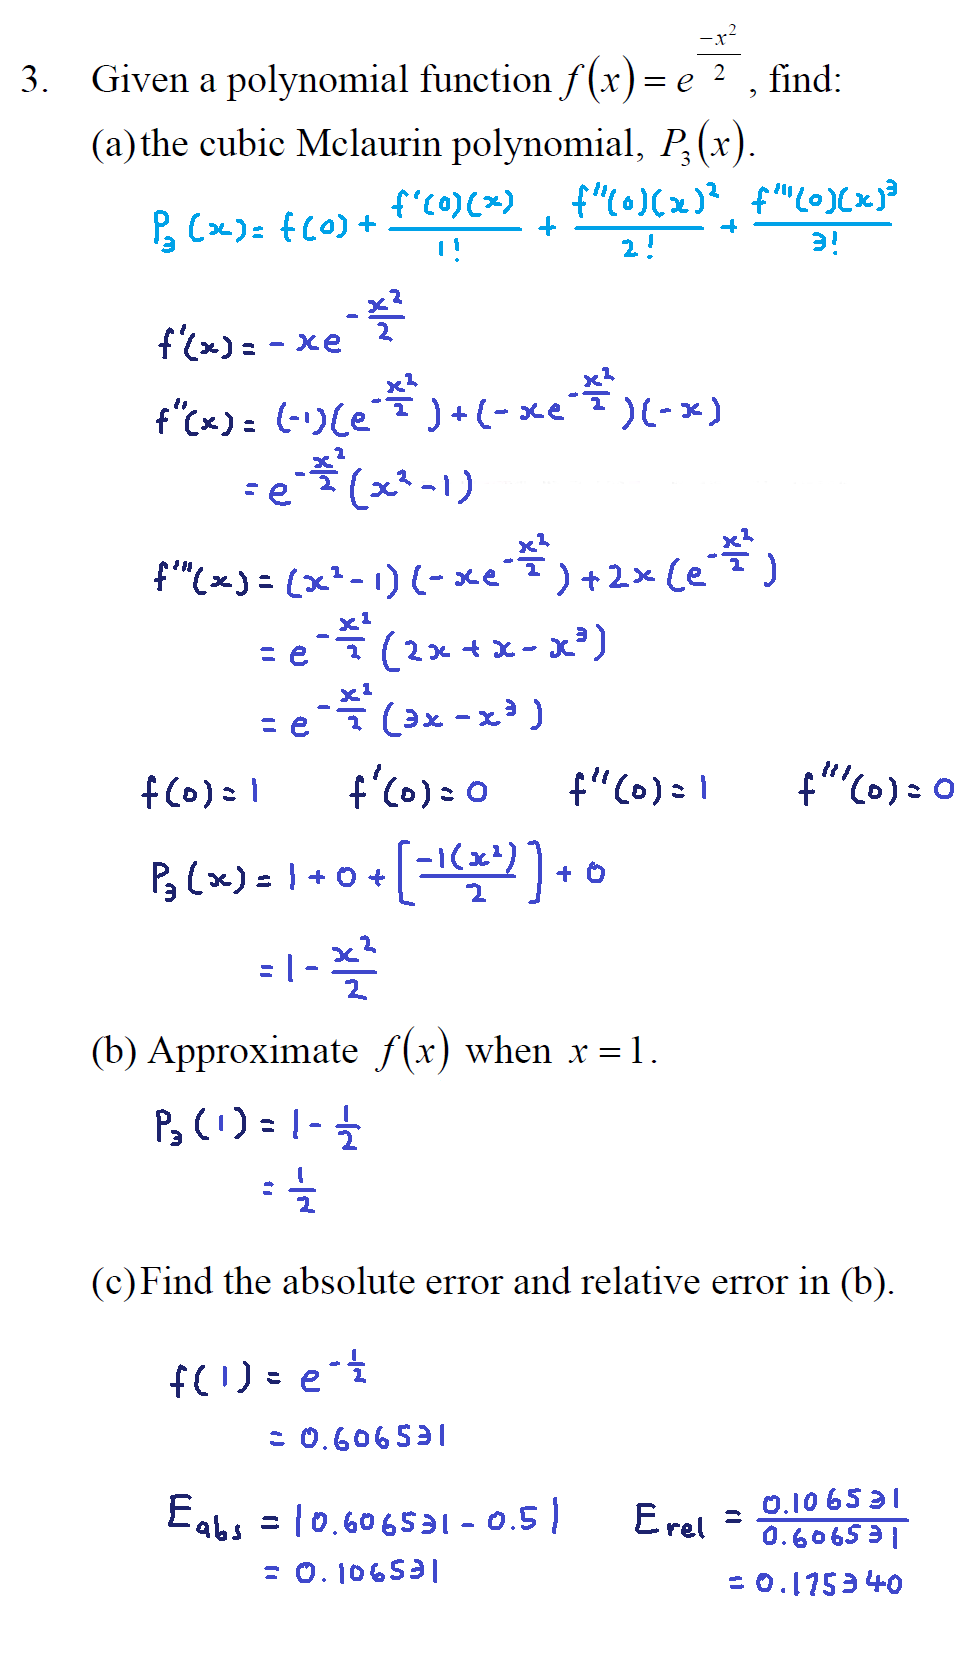 3. Given a polynomial function f(x) = e^{\frac{-x^2}{2}}, find:
(a) the cubic Mclaurin polynomial, P_3(x).
P_3(x) = f(0) + \frac{f'(0)(x)}{1!} + \frac{f''(0)(x)^2}{2!} + \frac{f'''(0)(x)^3}{3!}
f'(x) = -xe^{-\frac{x^2}{2}}
f''(x) = (-1)(e^{-\frac{x^2}{2}}) + (-xe^{-\frac{x^2}{2}})(-x)
= e^{-\frac{x^2}{2}}(x^2 - 1)
f'''(x) = (x^2 - 1)(-xe^{-\frac{x^2}{2}}) + 2x(e^{-\frac{x^2}{2}})
= e^{-\frac{x^2}{2}}(2x + x - x^3)
= e^{-\frac{x^2}{2}}(3x - x^3)
f(0) = 1 f'(0) = 0 f''(0) = 1 f'''(0) = 0
P_3(x) = 1 + 0 + [\frac{-1(x^2)}{2}] + 0
= 1 - \frac{x^2}{2}
(b) Approximate f(x) when x = 1.
P_3(1) = 1 - \frac{1}{2}
= \frac{1}{2}
(c) Find the absolute error and relative error in (b).
f(1) = e^{-\frac{1}{2}}
= 0.606531
E_{abs} = |0.606531 - 0.5| E_{rel} = \frac{0.106531}{0.606531}
= 0.106531 = 0.175340